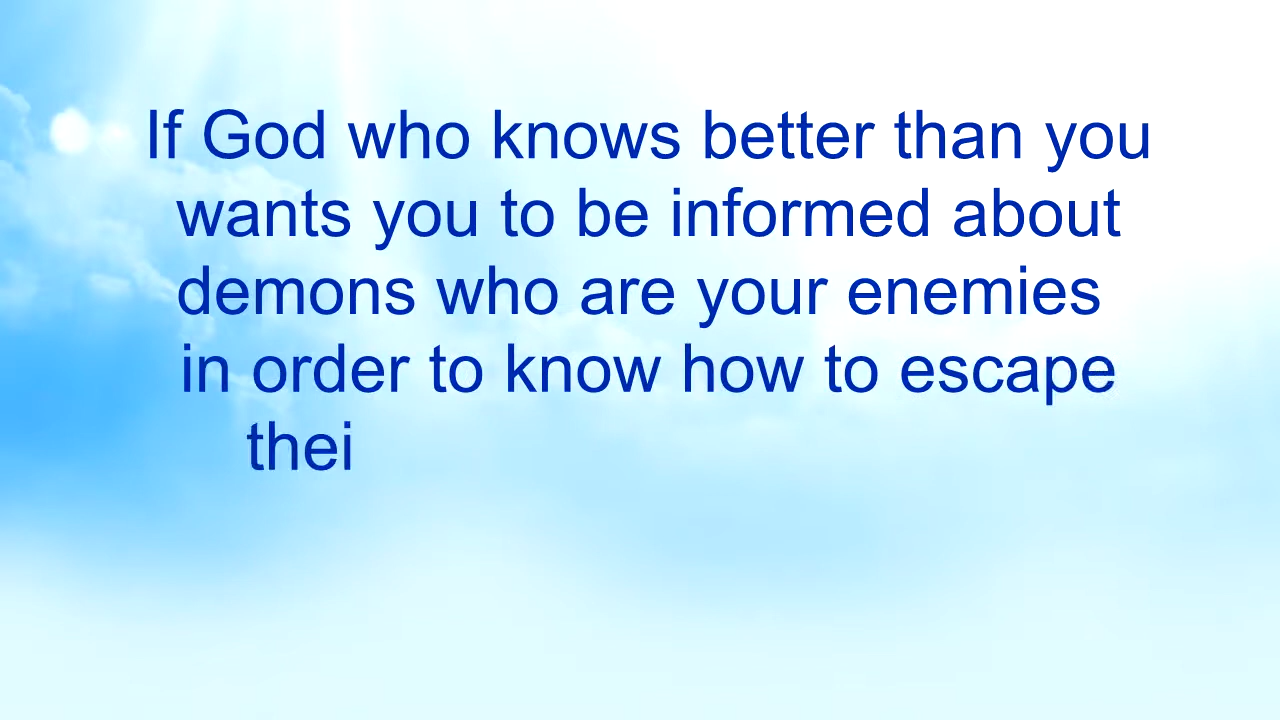 If God who knows better than you
wants you to be informed about
demons who are your enemies
in order to know how to escape
thei